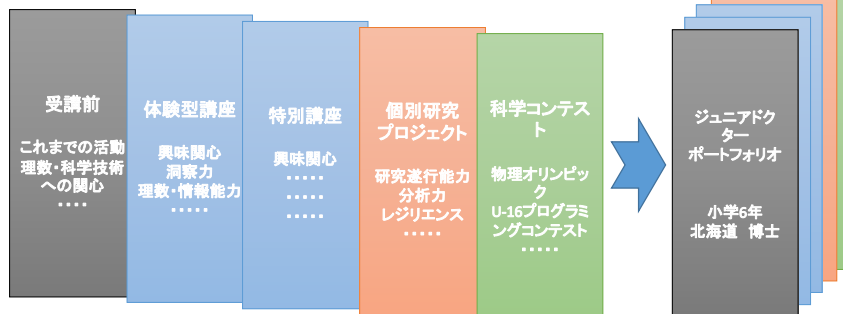 受講前
これまでの活動
理数・科学技術
への関心
・・・・
体験型講座
興味関心
洞察力
理数・情報能力
・・・・・
特別講座
興味関心
・・・・・
・・・・・
・・・・・
個別研究
プロジェクト
研究遂行能力
分析力
レジリエンス
・・・・・
科学コンテス
ト
物理オリンピッ
ク
U-16プログラミ
ングコンテスト
・・・・・
ジュニアドク
ター
ポートフォリオ
小学6年
北海道　博士